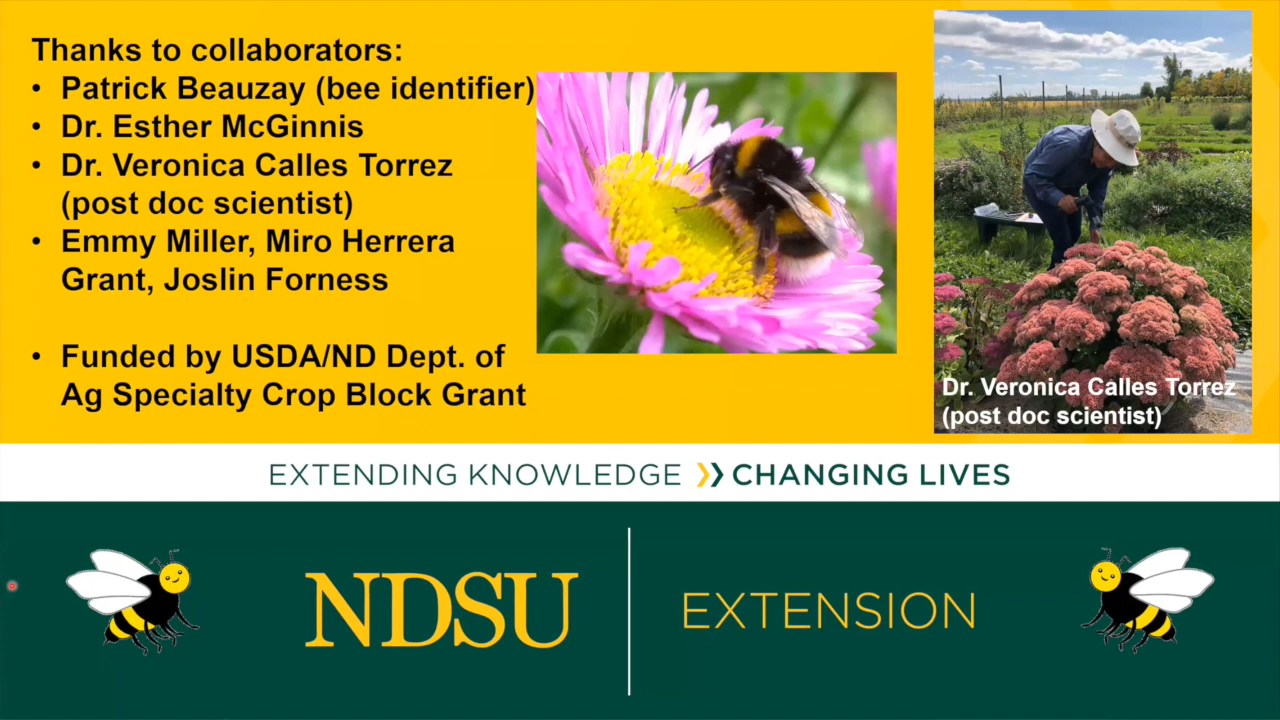 Thanks to collaborators:
• Patrick Beauzay (bee identifier)
• Dr. Esther McGinnis
• Dr. Veronica Calles Torrez
(post doc scientist)
• Emmy Miller, Miro Herrera
Grant, Joslin Forness
• Funded by USDA/ND Dept. of
Ag Specialty Crop Block Grant
Dr. Veronica Calles Torrez
(post doc scientist)
EXTENDING KNOWLEDGE CHANGING LIVES
NDSU EXTENSION